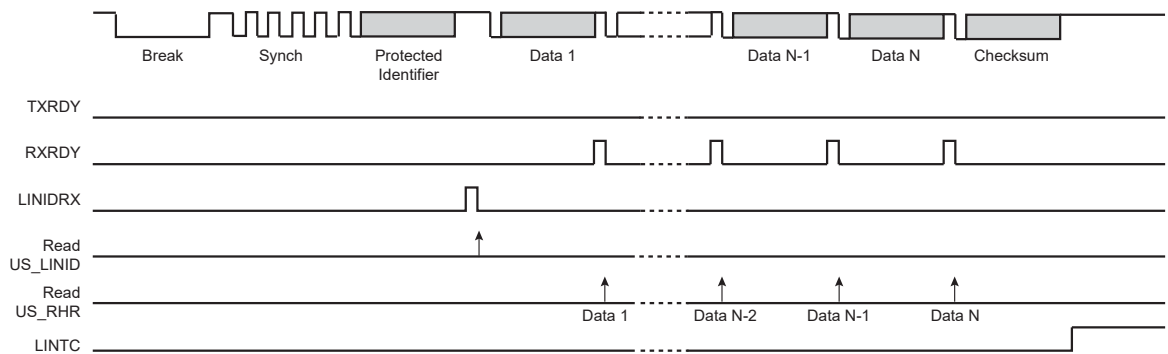 Break
Synch
Protected
Identifier
Data 1
Data N-1
Data N
Checksum
TXRDY
RXRDY
LINIDRX
Read
US_LINID
Read
US_RHR
Data 1
Data N-2
Data N-1
Data N
LINTC